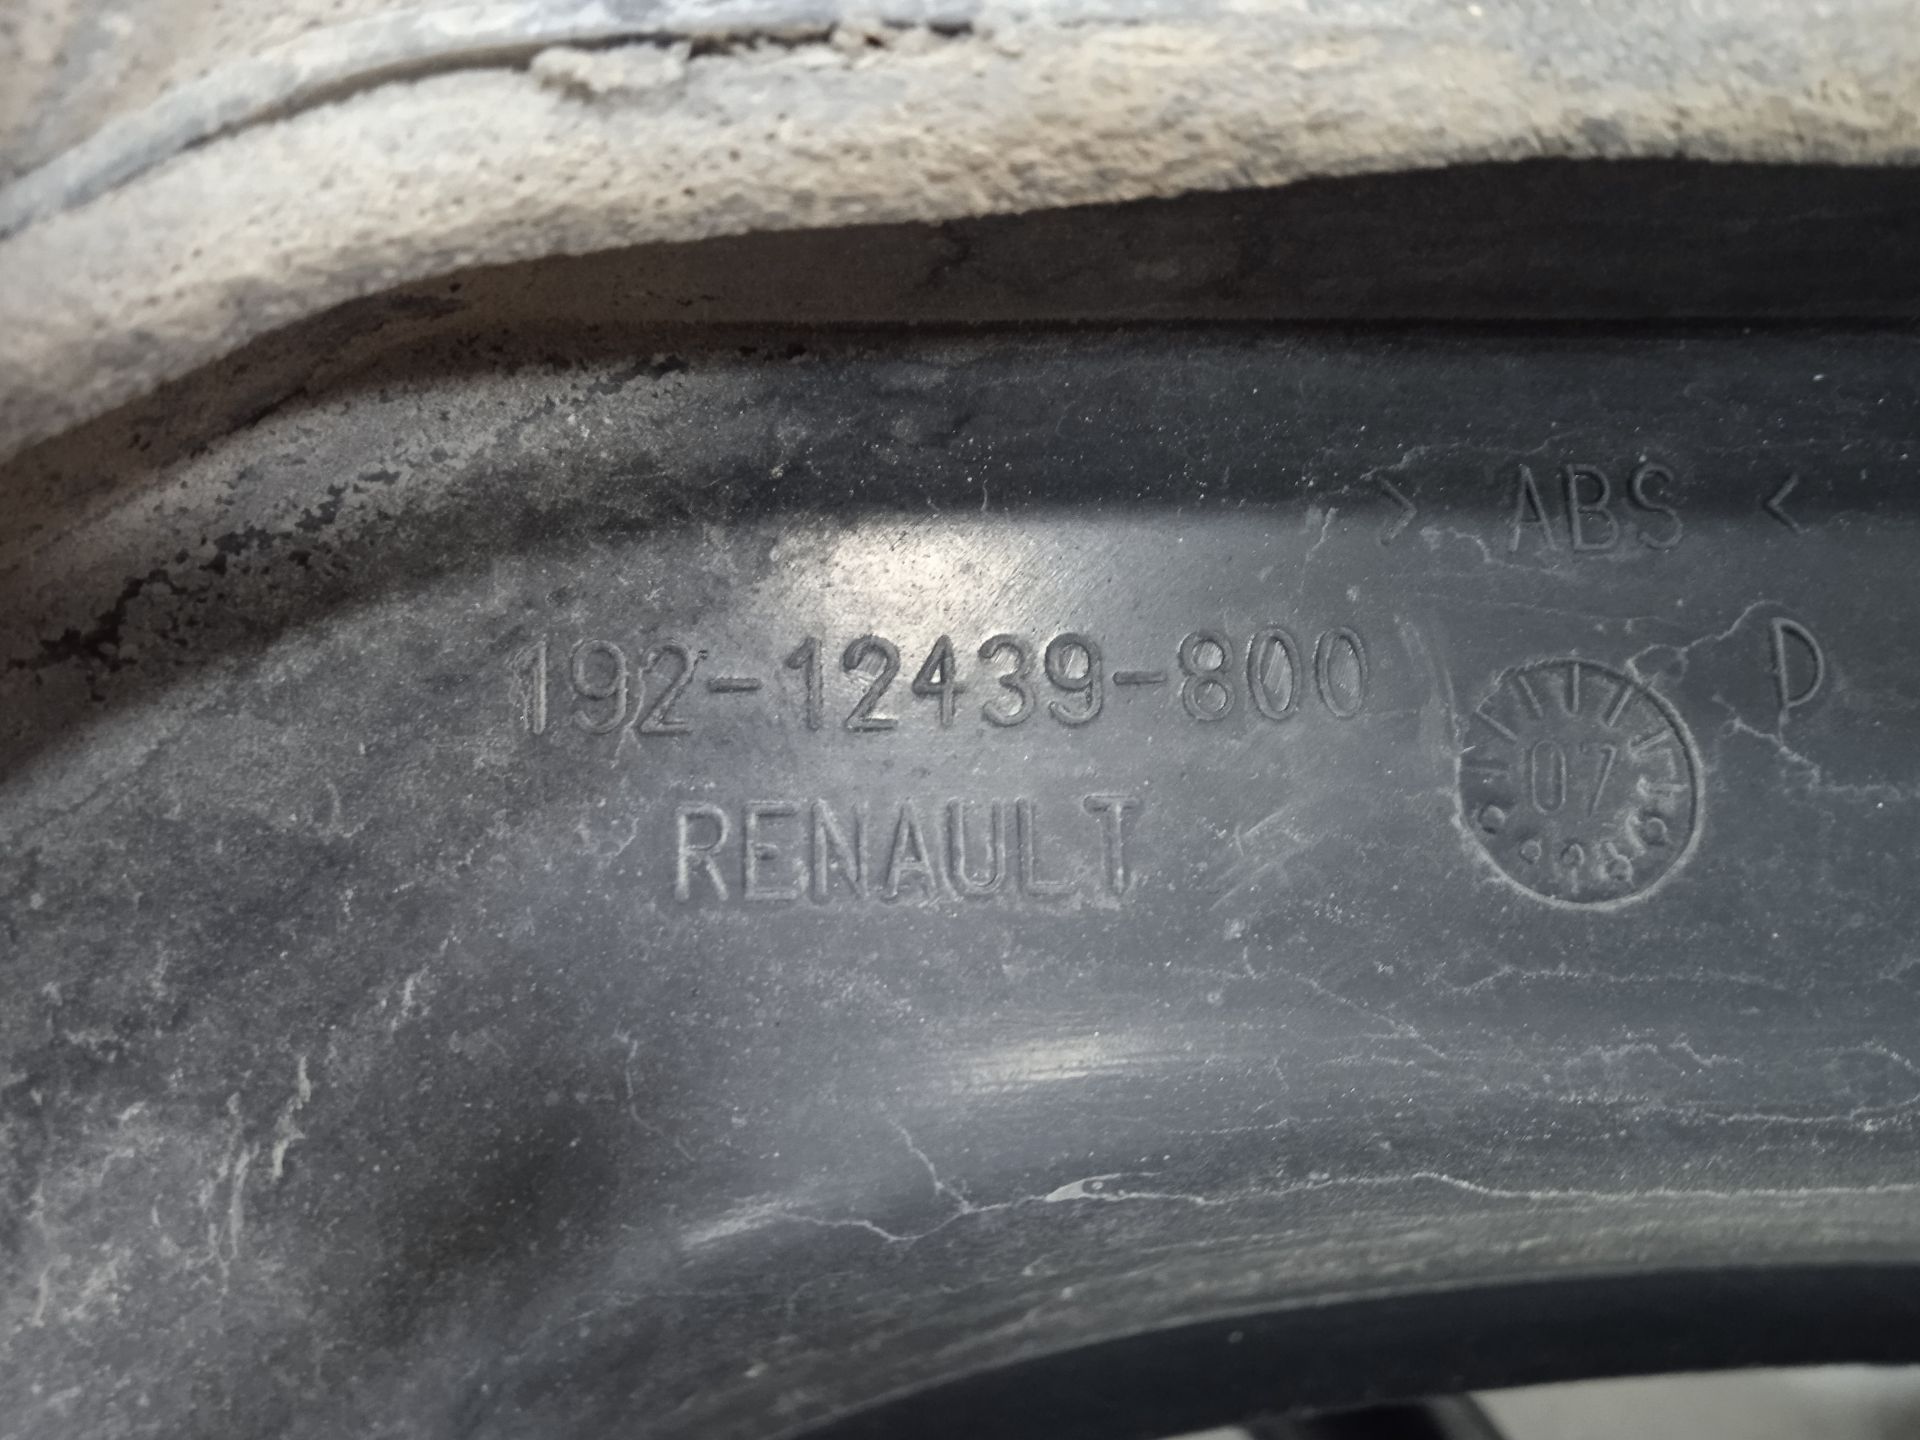 > ABS <
192-12439-800
D
07
RENAULT